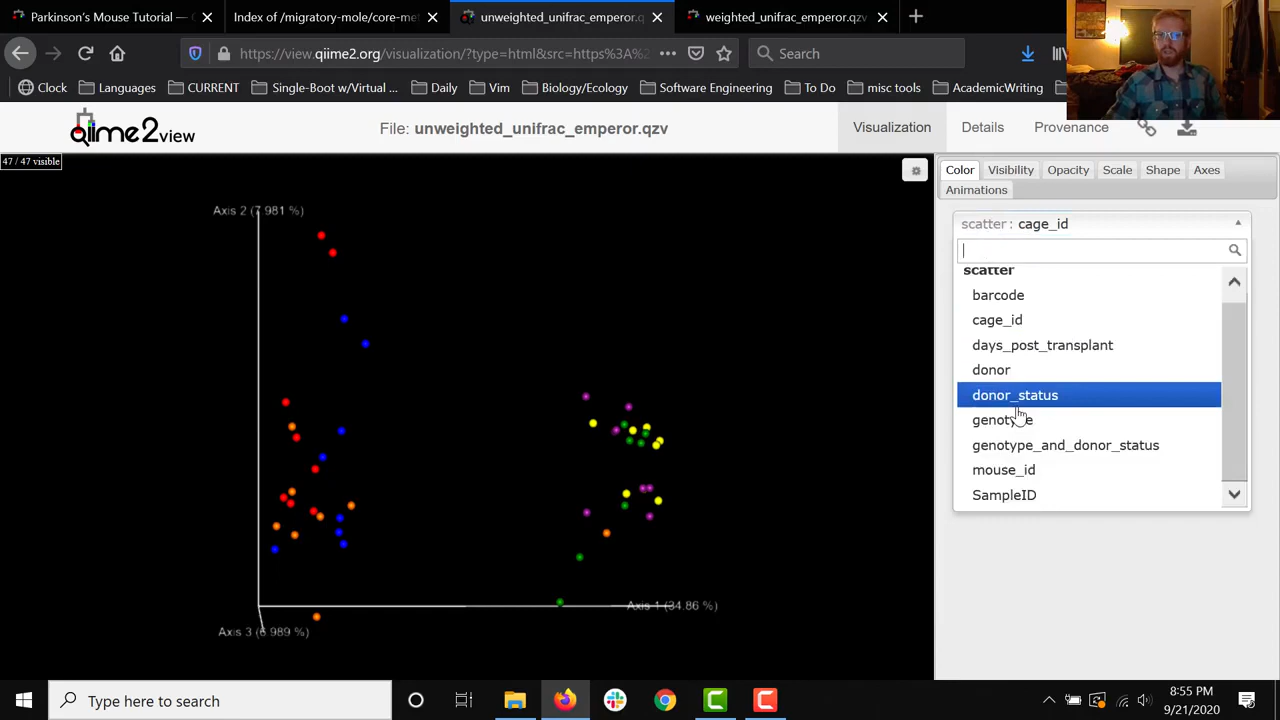 Parkinson's Mouse Tutorial —
Index of /migratory-mole/core-met
unweighted_unifrac_emperor.q
weighted_unifrac_emperor.qzv
https://view.qiime2.org/visualization/?type=html&src=https%3A%2
Search
Clock
Languages
CURRENT
Single-Boot w/Virtual ...
Daily
Vim
Biology/Ecology
Software Engineering
To Do
misc tools
AcademicWriting
qiime2view
File: unweighted_unifrac_emperor.qzv
Visualization
Details
Provenance
47 / 47 visible
Color
Visibility
Opacity
Scale
Shape
Axes
Animations
scatter : cage_id
scatter
barcode
cage_id
days_post_transplant
donor
donor_status
genotype
genotype_and_donor_status
mouse_id
SampleID
Axis 2 (7.981 %)
Axis 1 (34.86 %)
Axis 3 (6.989 %)
Type here to search
8:55 PM
9/21/2020